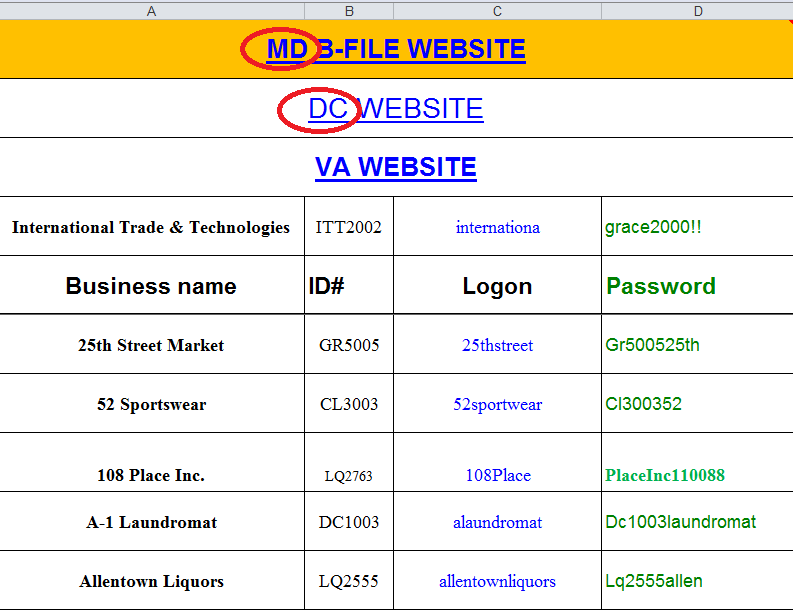 A B C D
MD B-FILE WEBSITE
DC WEBSITE
VA WEBSITE
International Trade & Technologies ITT2002 internationa grace2000!!
Business name ID# Logon Password
25th Street Market GR5005 25thstreet Gr500525th
52 Sportswear CL3003 52sportwear Cl300352
108 Place Inc. LQ2763 108Place PlaceInc110088
A-1 Laundromat DC1003 alaundromat Dc1003laundromat
Allentown Liquors LQ2555 allentownliquors Lq2555allen